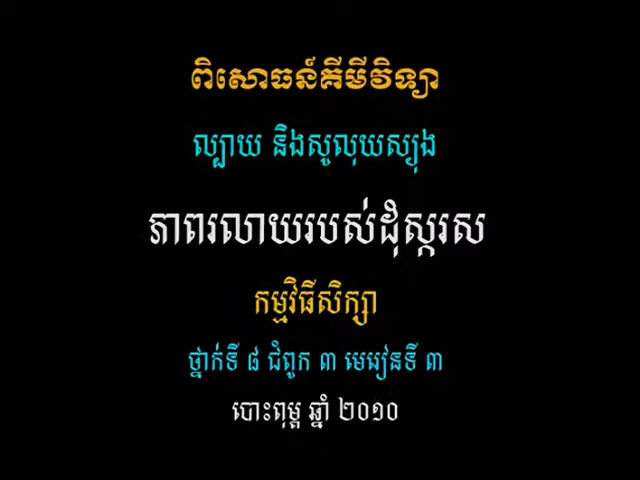 ពិសោធន៍គីមីវិទ្យា
ល្បាយ និងសូលុយស្យុង
ភាពរលាយរបស់ដុំស្ករស
កម្មវិធីសិក្សា
ថ្នាក់ទី ៨ ជំពូក ៣ មេរៀនទី ៣
បោះពុម្ព ឆ្នាំ ២០១០